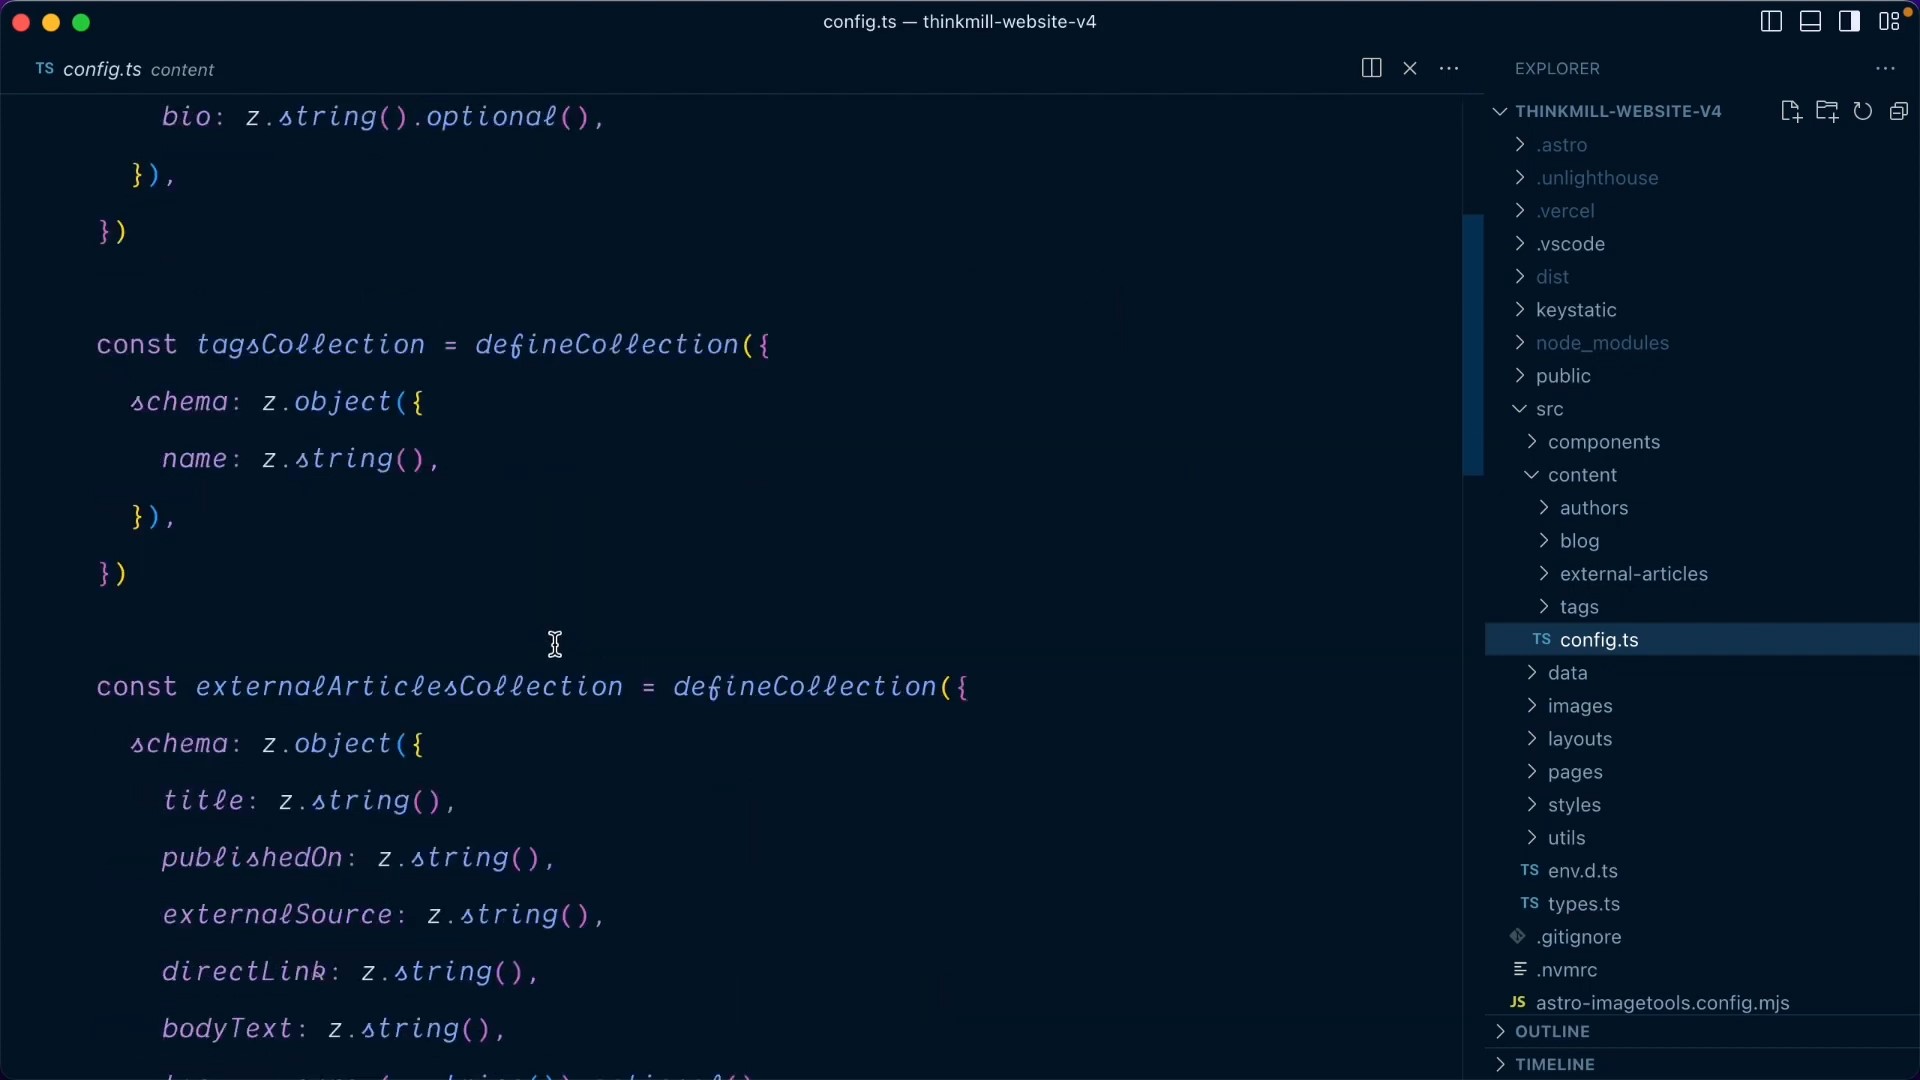 config.ts — thinkmill-website-v4
TS config.ts content
bio: z.string().optional(),
}),
})
const tagsCollection = defineCollection({
schema: z.object({
name: z.string(),
}),
})
const externalArticlesCollection = defineCollection({
schema: z.object({
title: z.string(),
publishedOn: z.string(),
externalSource: z.string(),
directLink: z.string(),
bodyText: z.string(),
EXPLORER
THINKMILL-WEBSITE-V4
.astro
.unlighthouse
.vercel
.vscode
dist
keystatic
node_modules
public
src
components
content
authors
blog
external-articles
tags
TS config.ts
data
images
layouts
pages
styles
utils
TS env.d.ts
TS types.ts
.gitignore
.nvmrc
JS astro-imagetools.config.mjs
OUTLINE
TIMELINE